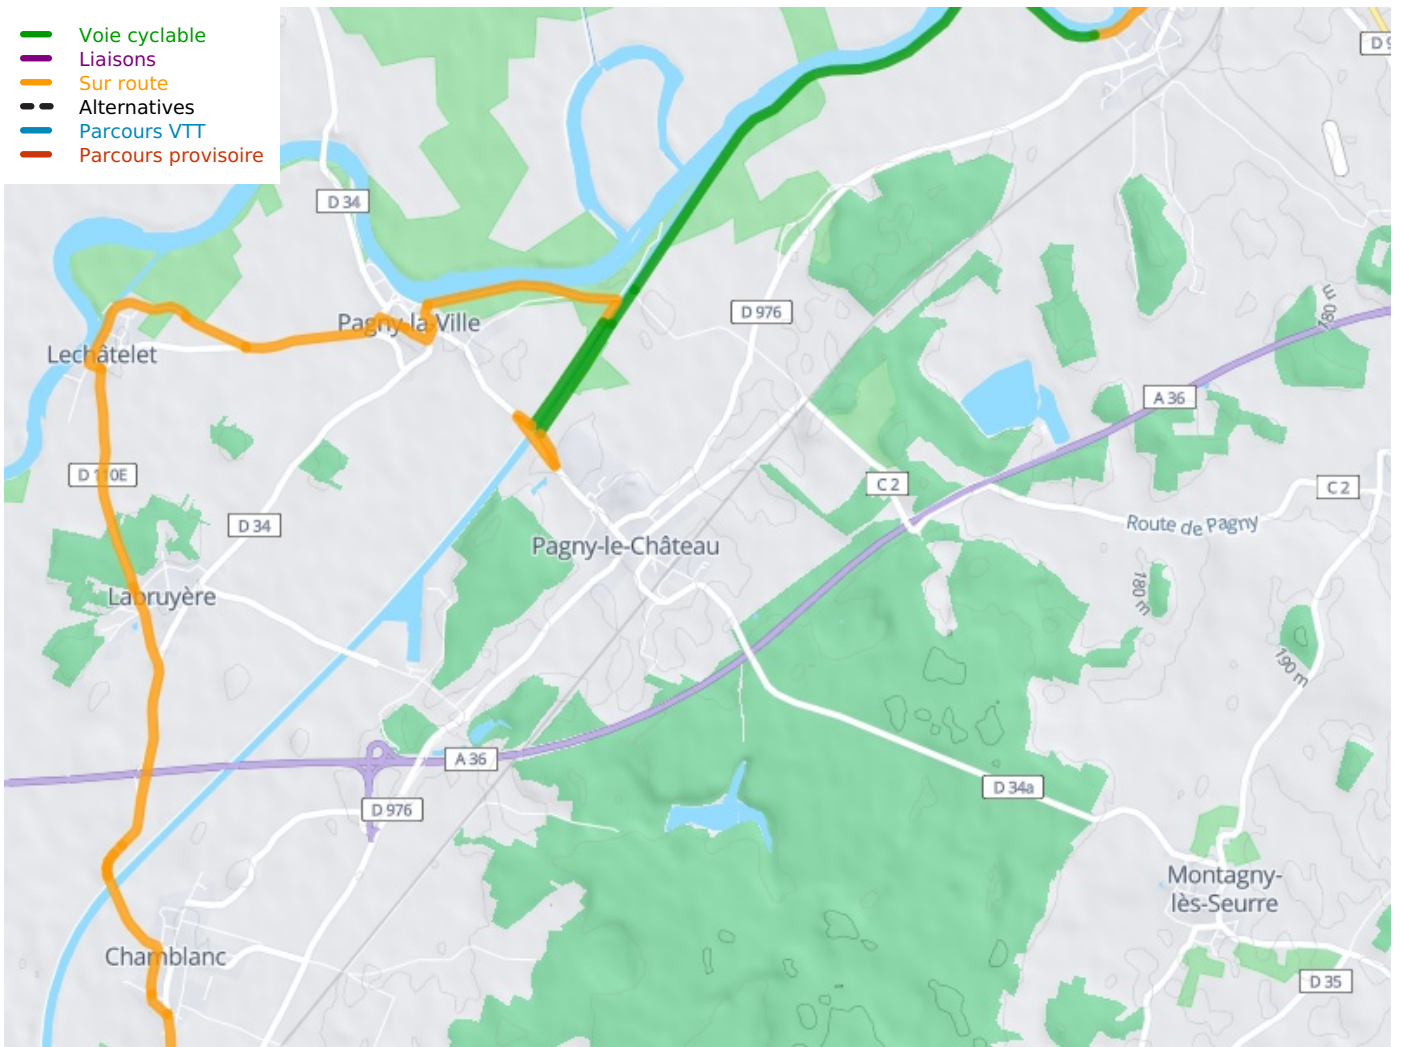 Voie cyclable
Liaisons
Sur route
Alternatives
Parcours VTT
Parcours provisoire
D 34
D 9
D 976
180 m
Pagny-la-Ville
Lechâtelet
A 36
D 110E
C 2
C 2
D 34
Route de Pagny
Pagny-le-Château
180 m
Labruyère
190 m
A 36
D 34a
D 976
Montagny-
lès-Seurre
Chamblanc
D 35